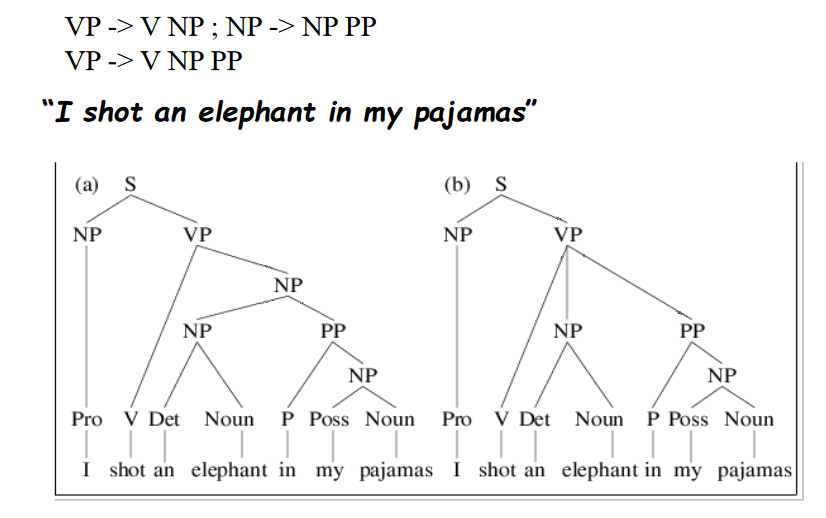 VP -> V NP ; NP -> NP PP
VP -> V NP PP
“I shot an elephant in my pajamas”
(a) S (b) S
NP VP NP VP
NP
NP PP NP PP
NP NP
Pro V Det Noun P Poss Noun Pro V Det Noun P Poss Noun
I shot an elephant in my pajamas I shot an elephant in my pajamas